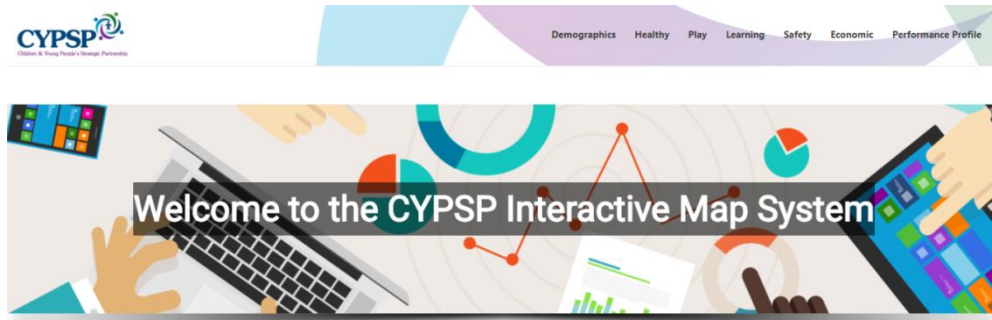 CYPSP
Children & Young People's Strategic Partnership
Demographics Healthy Play Learning Safety Economic Performance Profile
Welcome to the CYPSP Interactive Map System